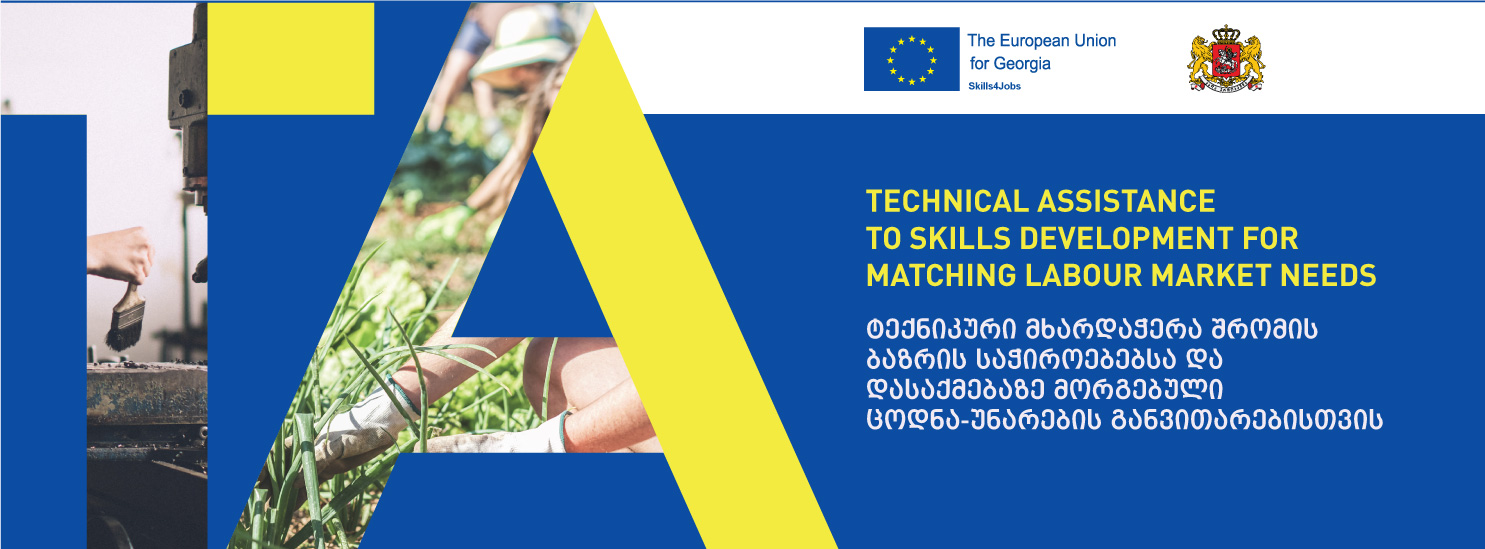 The European Union
for Georgia
Skills4Jobs
TECHNICAL ASSISTANCE
TO SKILLS DEVELOPMENT FOR
MATCHING LABOUR MARKET NEEDS
ტექნიკური მხარდაჭერა შრომის
ბაზრის საჭიროებებსა და
დასაქმებაზე მორგებული
ცოდნა-უნარების განვითარებისთვის
TA